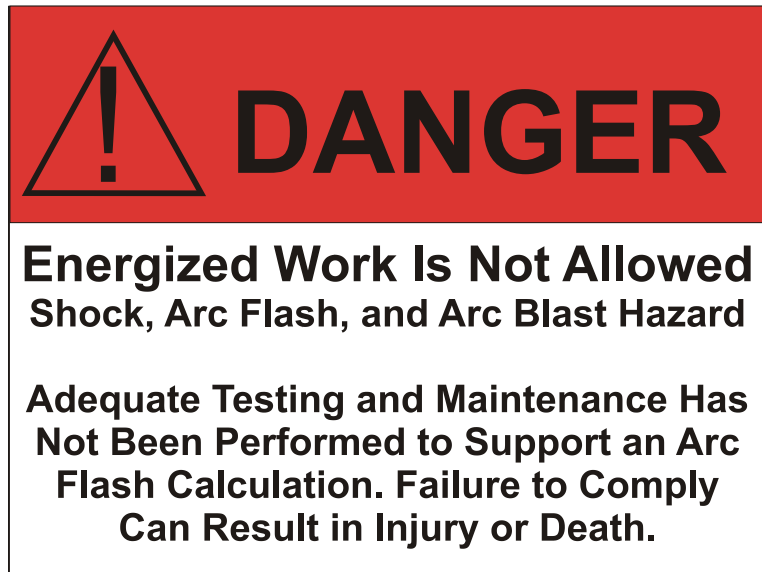 ! DANGER
Energized Work Is Not Allowed
Shock, Arc Flash, and Arc Blast Hazard
Adequate Testing and Maintenance Has
Not Been Performed to Support an Arc
Flash Calculation. Failure to Comply
Can Result in Injury or Death.